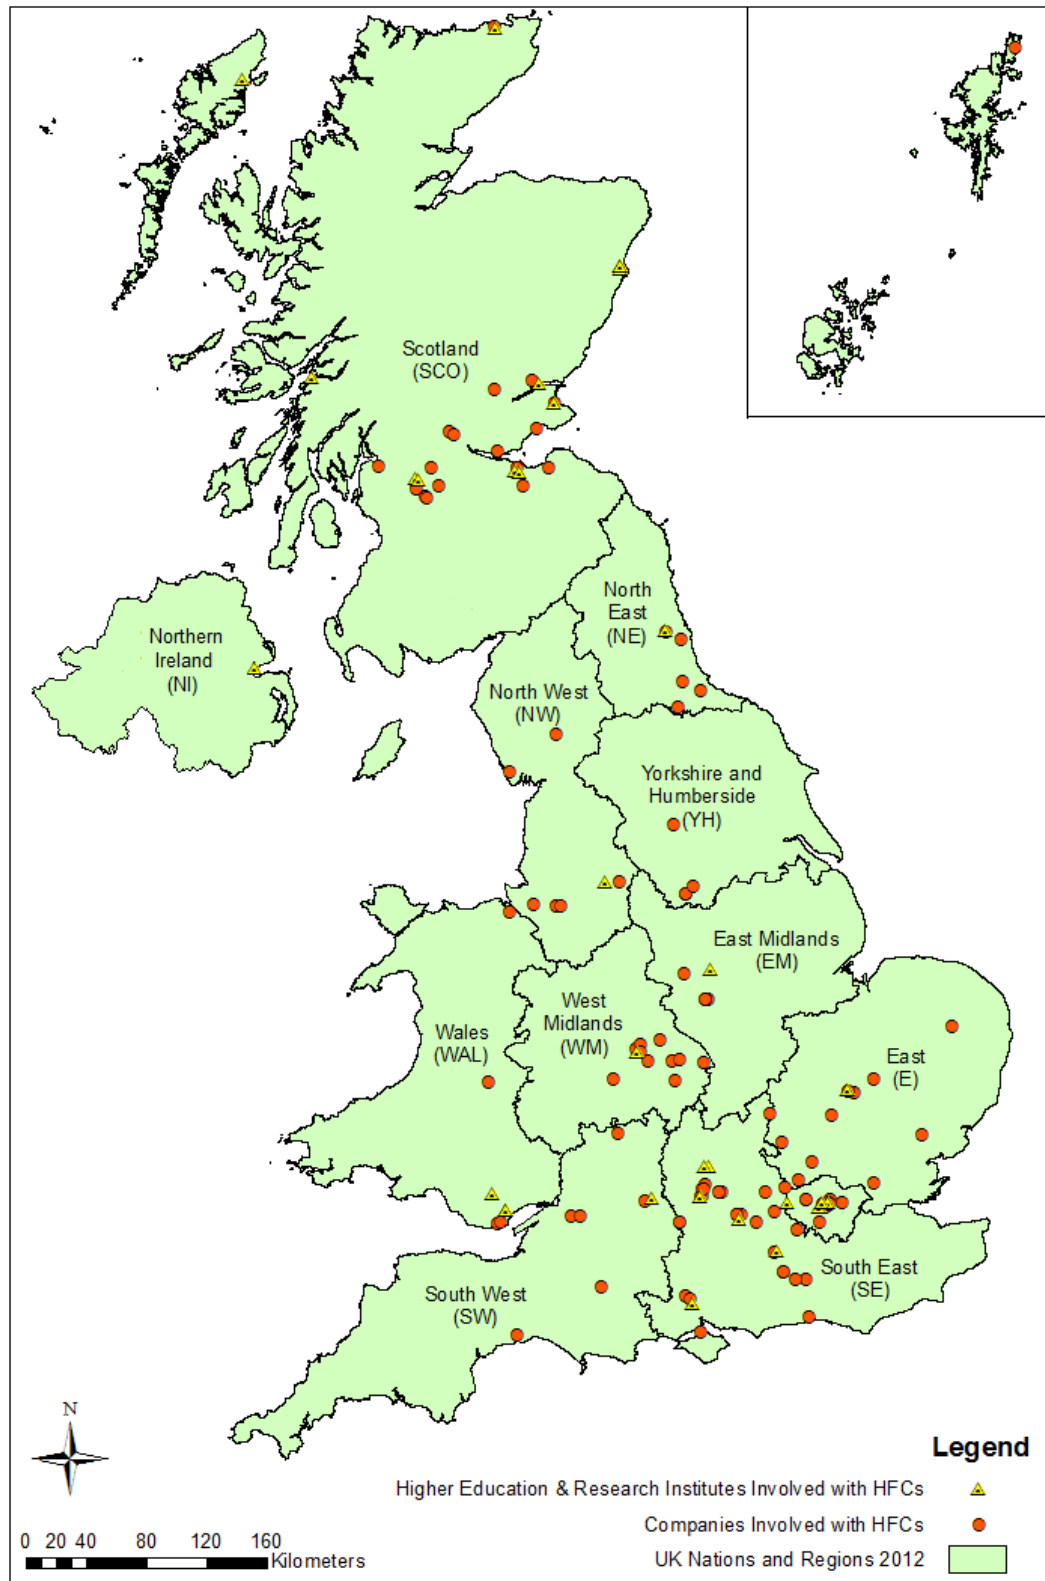 Scotland
(SCO)
North
East
(NE)
Northern
Ireland
(NI)
North West
(NW)
Yorkshire and
Humberside
(YH)
East Midlands
(EM)
West
Midlands
(WM)
Wales
(WAL)
East
(E)
South East
(SE)
South West
(SW)
N
Legend
Higher Education & Research Institutes Involved with HFCs
Companies Involved with HFCs
UK Nations and Regions 2012
0 20 40 80 120 160
Kilometers